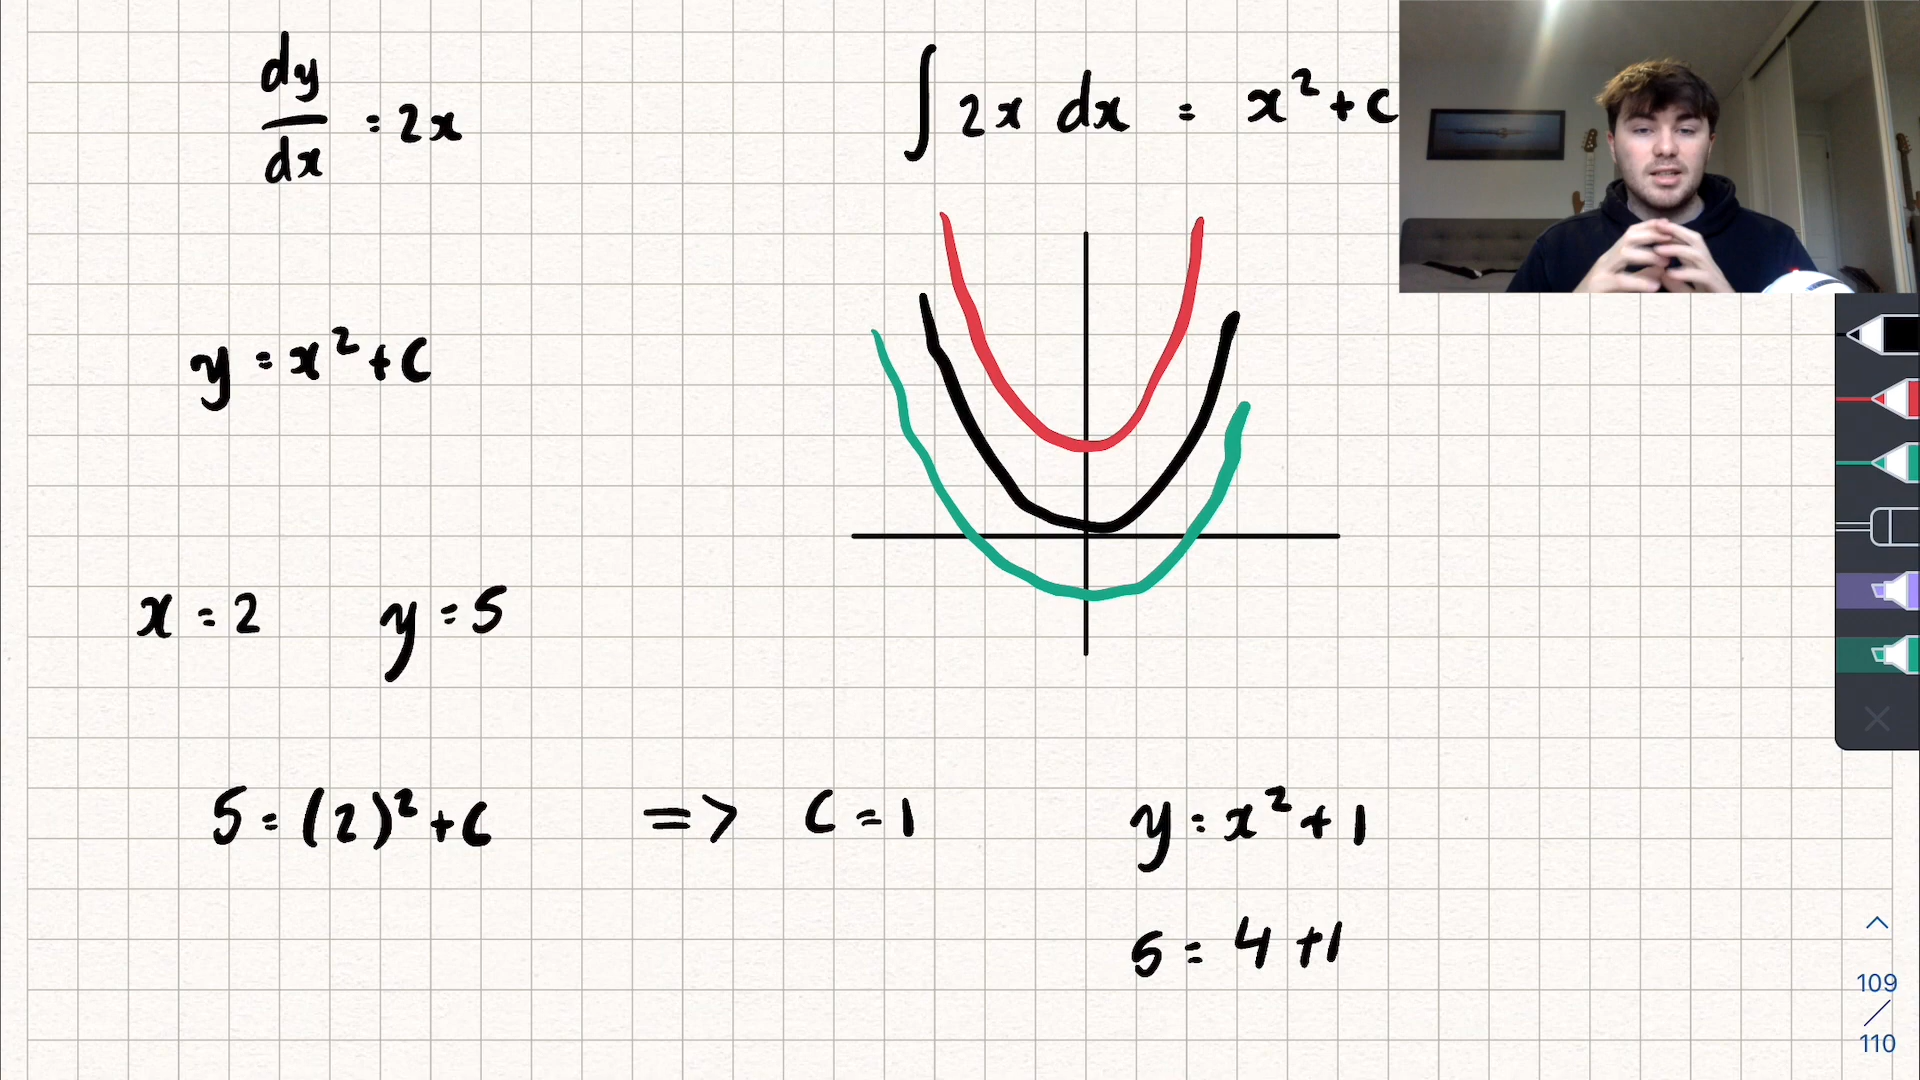 dy/dx = 2x
∫ 2x dx = x² + C
y = x² + C
x = 2 y = 5
5 = (2)² + C => C = 1 y = x² + 1
5 = 4 + 1
109
/
110